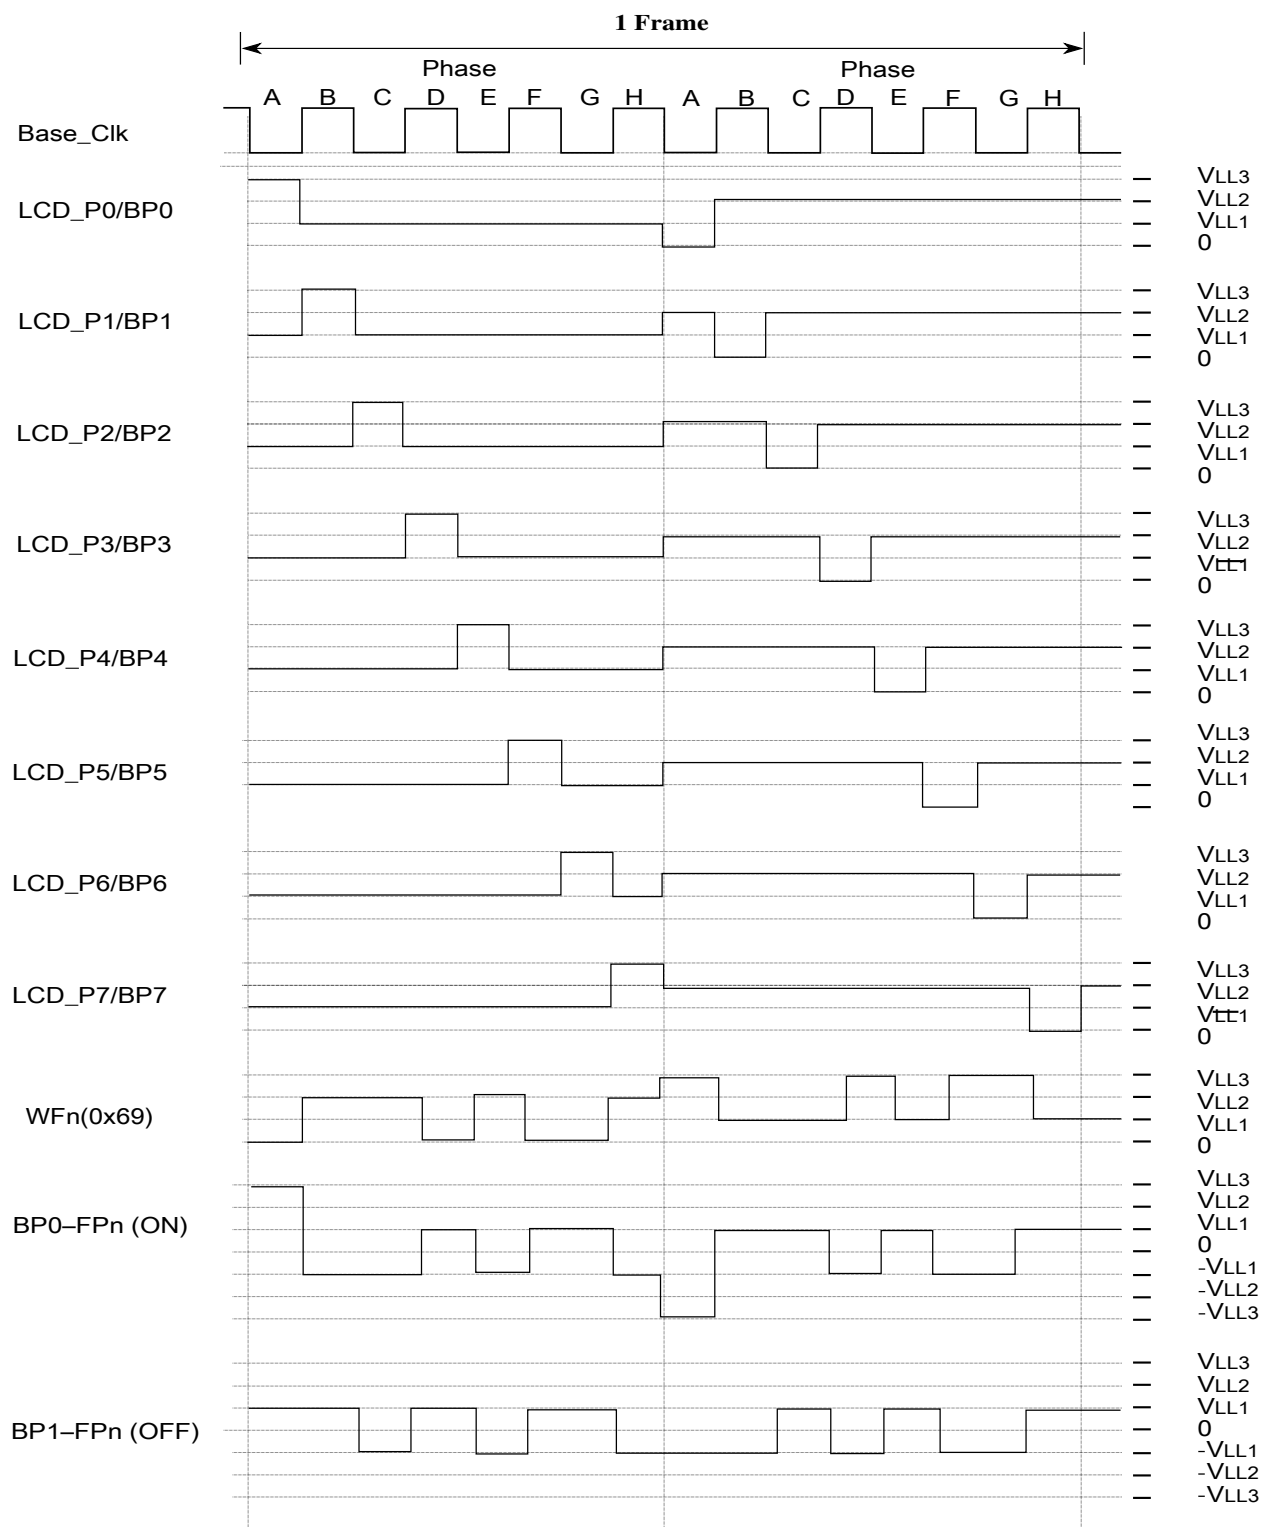 1 Frame
Phase Phase
A B C D E F G H A B C D E F G H
Base_Clk
LCD_P0/BP0
VLL3
VLL2
VLL1
0
LCD_P1/BP1
VLL3
VLL2
VLL1
0
LCD_P2/BP2
VLL3
VLL2
VLL1
0
LCD_P3/BP3
VLL3
VLL2
VLL1
0
LCD_P4/BP4
VLL3
VLL2
VLL1
0
LCD_P5/BP5
VLL3
VLL2
VLL1
0
LCD_P6/BP6
VLL3
VLL2
VLL1
0
LCD_P7/BP7
VLL3
VLL2
VLL1
0
WFn(0x69)
VLL3
VLL2
VLL1
0
BP0–FPn (ON)
VLL3
VLL2
VLL1
0
-VLL1
-VLL2
-VLL3
BP1–FPn (OFF)
VLL3
VLL2
VLL1
0
-VLL1
-VLL2
-VLL3